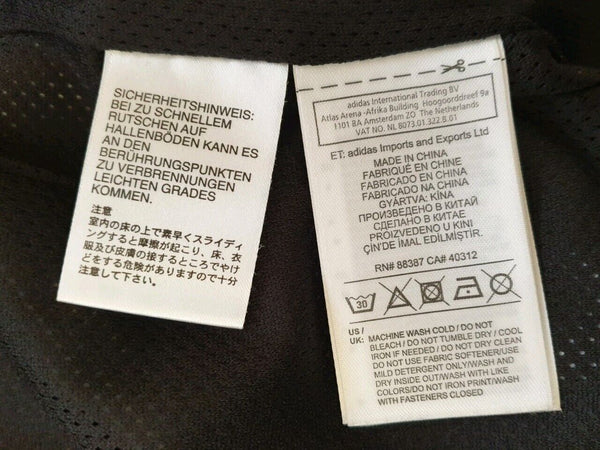 SICHERHEITSHINWEIS:
BEI ZU SCHNELLEM
RUTSCHEN AUF
HALLENBÖDEN KANN ES
AN DEN
BERÜHRUNGSPUNKTEN
ZU VERBRENNUNGEN
LEICHTEN GRADES
KOMMEN.
注意
室内の床の上で素早くスライディ
ングすると摩擦が起こり、床、衣
服及び皮膚の接するところでやけ
どをする危険がありますので十分
注意して下さい。
adidas International Trading BV
Atlas Arena - Afrika Building Hoogoorddreef 9a
1101 BA Amsterdam ZO The Netherlands
VAT NO. NL 8073.01.322.B.01
ET: adidas Imports and Exports Ltd
MADE IN CHINA
FABRIQUÉ EN CHINE
FABRICADO EN CHINA
FABRICADO NA CHINA
GYÁRTVA: KÍNA
ПРОИЗВЕДЕНО В КИТАЕ
СДЕЛАНО В КИТАЕ
PROIZVEDENO U KINI
ÇİN'DE İMAL EDİLMİŞTİR.
RN# 88387 CA# 40312
30
US / UK: MACHINE WASH COLD / DO NOT
BLEACH / DO NOT TUMBLE DRY / COOL
IRON IF NEEDED / DO NOT DRY CLEAN
DO NOT USE FABRIC SOFTENER/USE
MILD DETERGENT ONLY/WASH AND
DRY INSIDE OUT/WASH WITH LIKE
COLORS/DO NOT IRON PRINT/WASH
WITH FASTENERS CLOSED